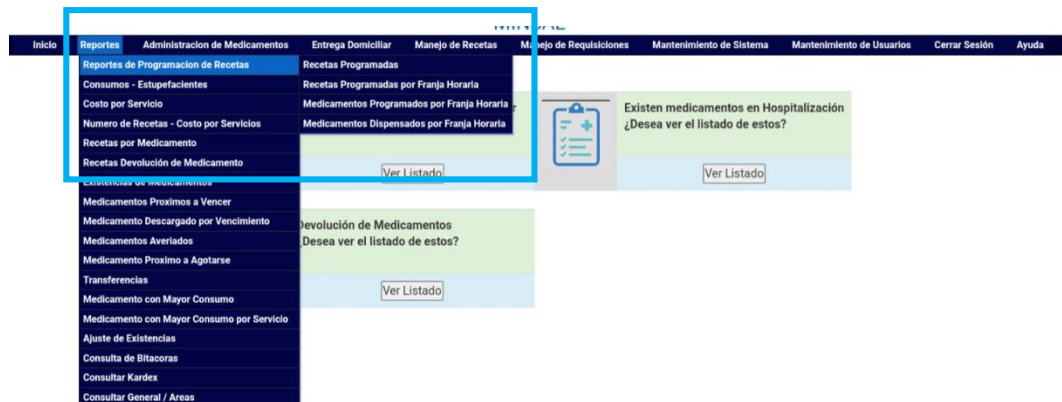 Inicio Reportes Administracion de Medicamentos Entrega Domiciliar Manejo de Recetas Manejo de Requisiciones Mantenimiento de Sistema Mantenimiento de Usuarios Cerrar Sesión Ayuda
Reportes de Programacion de Recetas
Consumos - Estupefacientes
Costo por Servicio
Numero de Recetas - Costo por Servicios
Recetas por Medicamento
Recetas Devolución de Medicamento
Existencias de Medicamentos
Medicamentos Proximos a Vencer
Medicamento Descargado por Vencimiento
Medicamentos Averiados
Medicamento Proximo a Agotarse
Transferencias
Medicamento con Mayor Consumo
Medicamento con Mayor Consumo por Servicio
Ajuste de Existencias
Consulta de Bitacoras
Consultar Kardex
Consultar General / Areas
Recetas Programadas
Recetas Programadas por Franja Horaria
Medicamentos Programados por Franja Horaria
Medicamentos Dispensados por Franja Horaria
Ver Listado
Existen medicamentos en Hospitalización
¿Desea ver el listado de estos?
Ver Listado
Devolución de Medicamentos
¿Desea ver el listado de estos?
Ver Listado